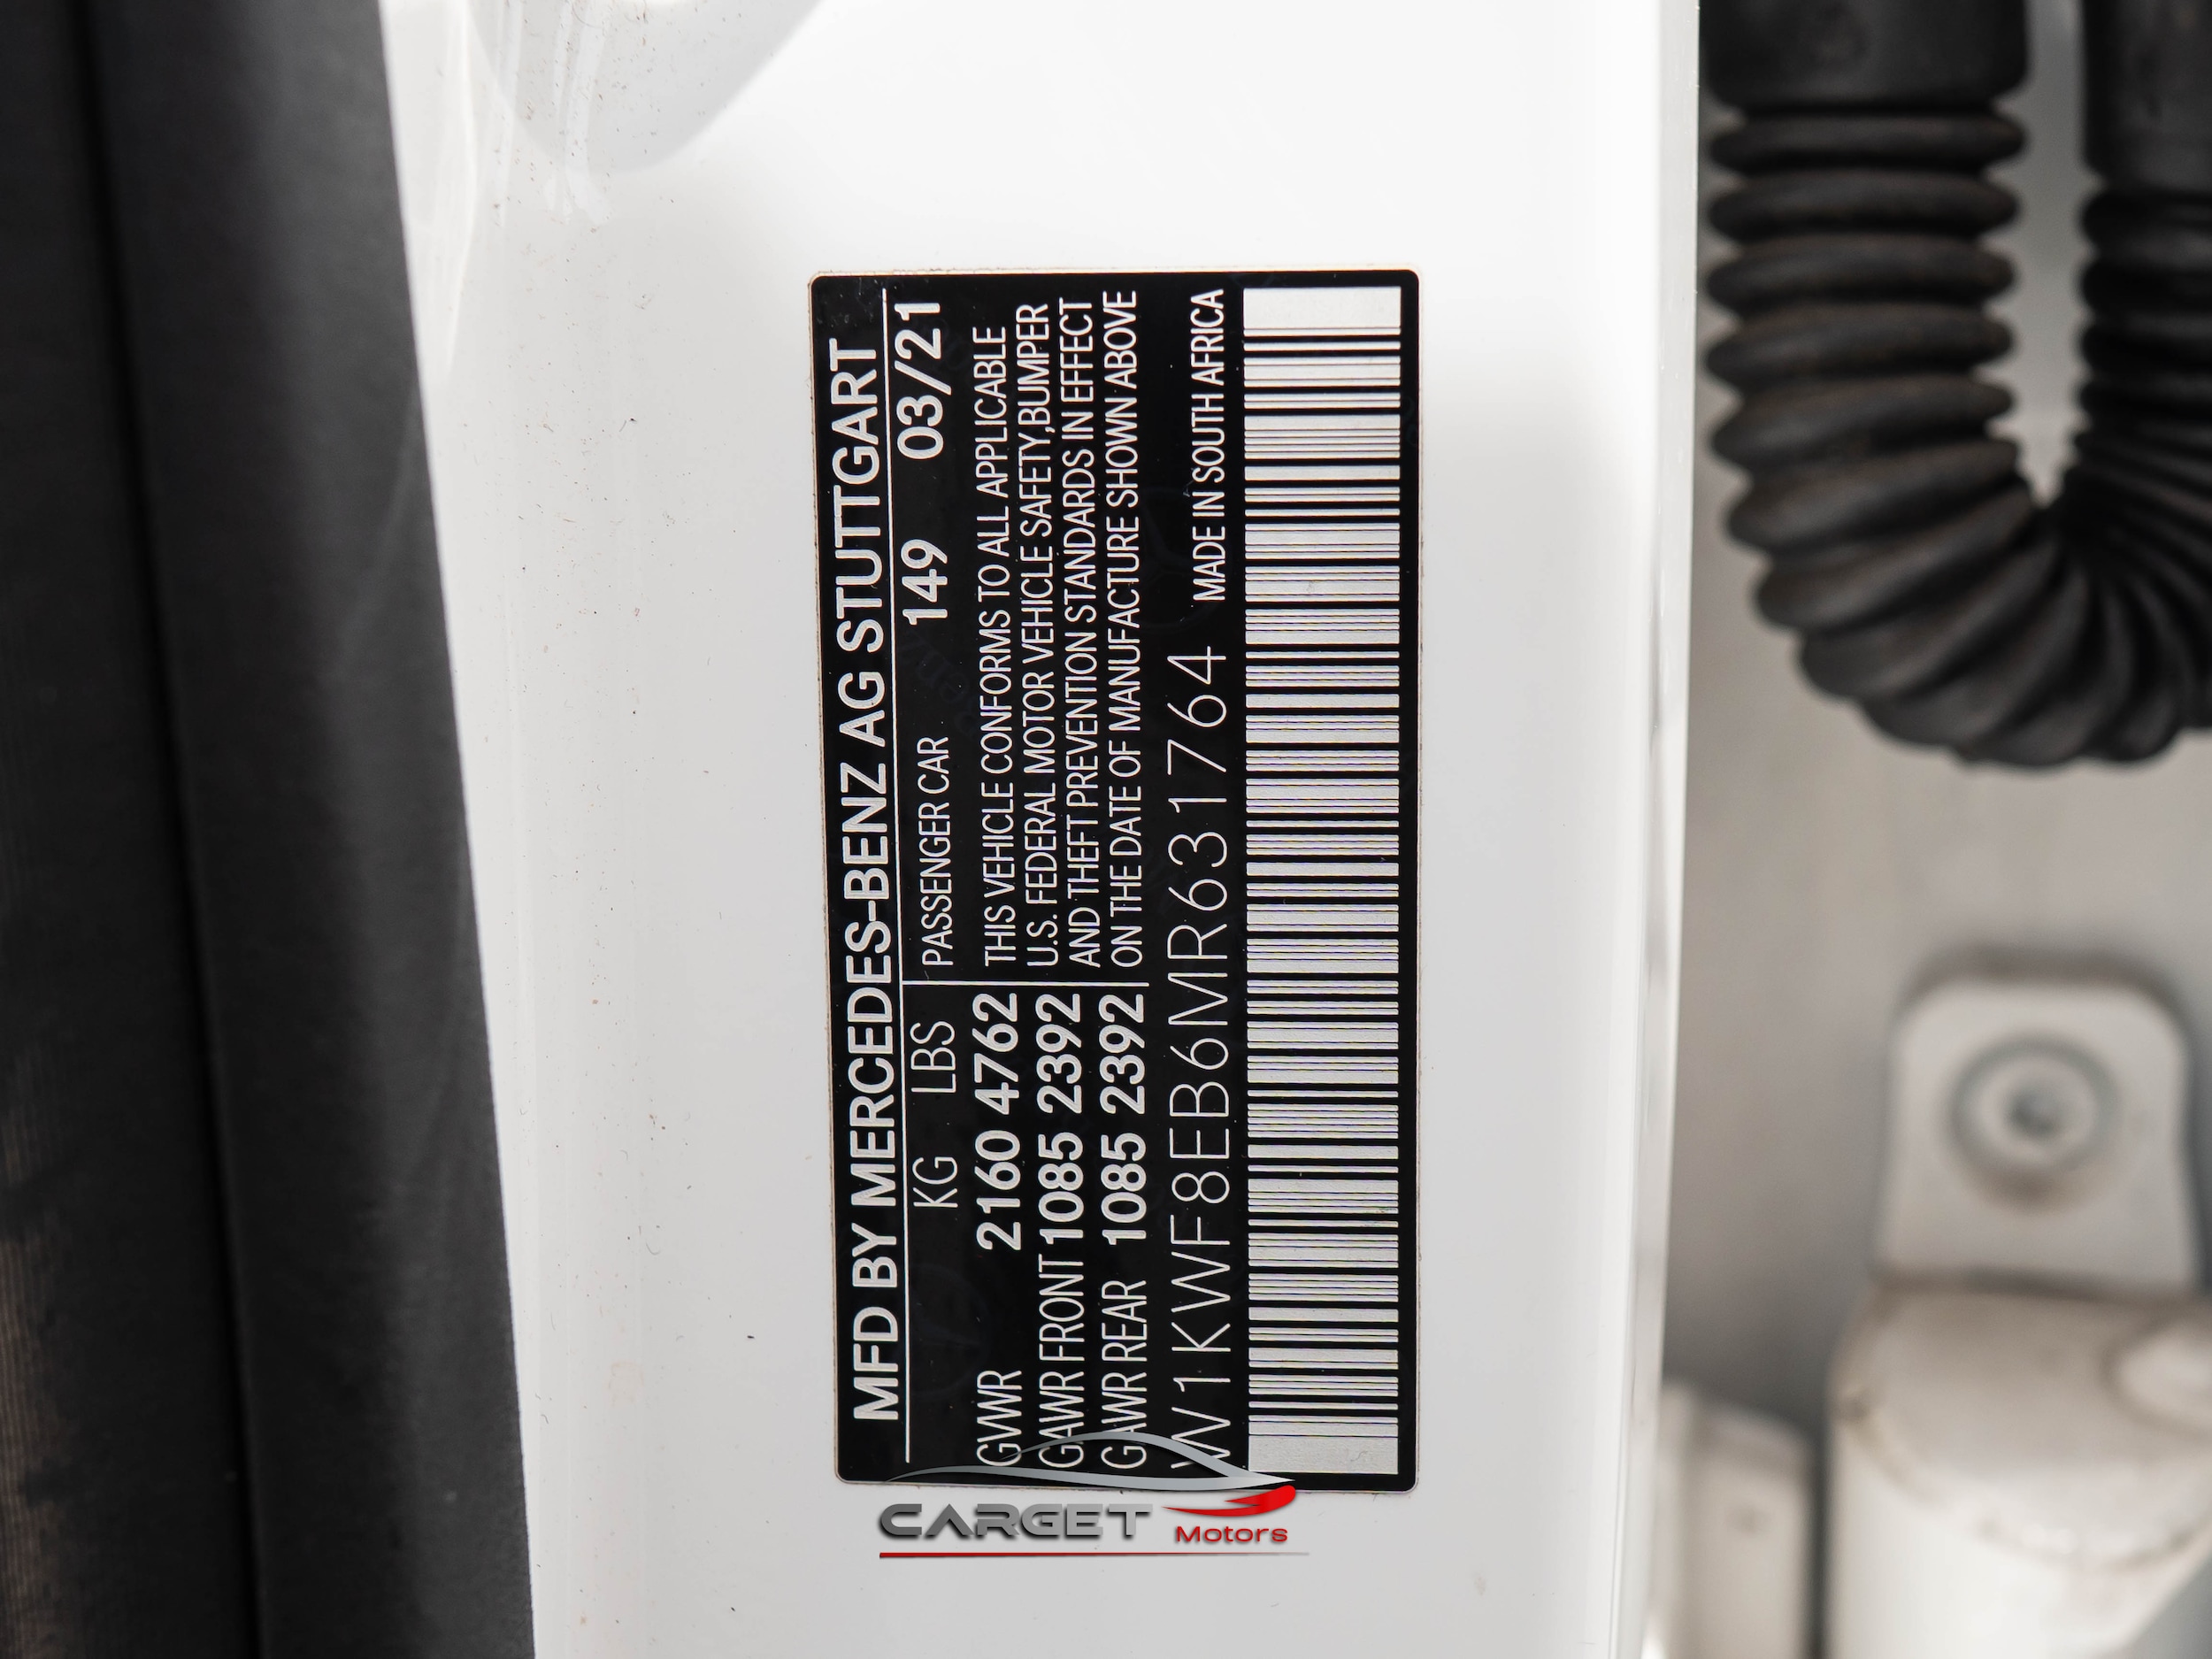 MFD BY MERCEDES-BENZ AG STUTTGART
KG LBS
GVWR 2160 4762
GAWR FRONT 1085 2392
GAWR REAR 1085 2392
PASSENGER CAR 149 03/21
THIS VEHICLE CONFORMS TO ALL APPLICABLE
U.S. FEDERAL MOTOR VEHICLE SAFETY,BUMPER
AND THEFT PREVENTION STANDARDS IN EFFECT
ON THE DATE OF MANUFACTURE SHOWN ABOVE
W1KWF8EB6MR631764 MADE IN SOUTH AFRICA
CARGET
Motors